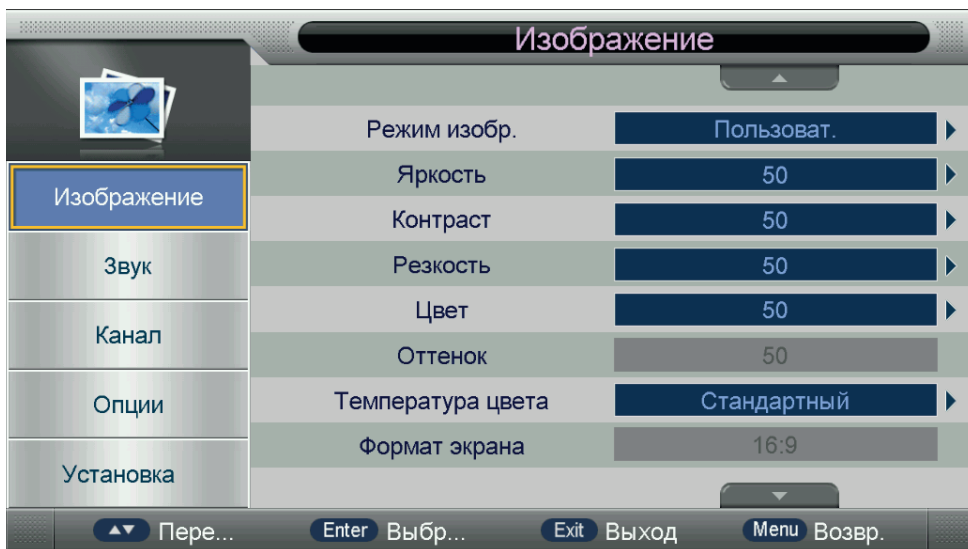 Изображение
Режим изобр. Пользоват.
Яркость 50
Контраст 50
Резкость 50
Цвет 50
Оттенок 50
Температура цвета Стандартный
Формат экрана 16:9
Изображение
Звук
Канал
Опции
Установка
Пере... Enter Выбр... Exit Выход Menu Возвр.